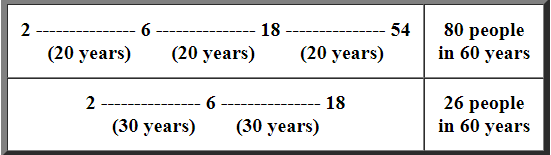 2 --------------- 6 --------------- 18 --------------- 54
(20 years) (20 years) (20 years)
80 people
in 60 years
2 --------------- 6 --------------- 18
(30 years) (30 years)
26 people
in 60 years